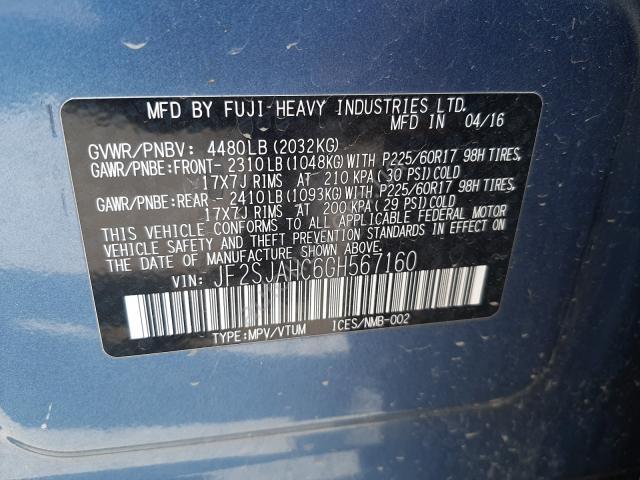 MFD BY FUJI HEAVY INDUSTRIES LTD.
MFD IN 04/16
GVWR/PNBV: 4480LB (2032KG)
GAWR/PNBE:FRONT- 2310LB (1048KG) WITH P225/60R17 98H TIRES,
17X7J RIMS AT 210 KPA (30 PSI) COLD
GAWR/PNBE:REAR - 2410LB (1093KG) WITH P225/60R17 98H TIRES,
17X7J RIMS AT 200 KPA (29 PSI) COLD
THIS VEHICLE CONFORMS TO ALL APPLICABLE FEDERAL MOTOR
VEHICLE SAFETY AND THEFT PREVENTION STANDARDS IN EFFECT ON
THE DATE OF MANUFACTURE SHOWN ABOVE.
VIN: JF2SJAHC6GH567160
TYPE:MPV/VTUM ICES/NMB-002